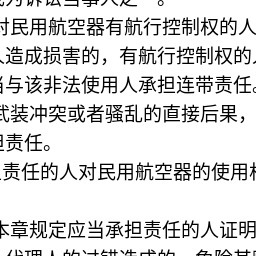 为诉讼当事人之一。
对民用航空器有航行控制权的人
造成损害的，有航行控制权的
当与该非法使用人承担连带责任。
武装冲突或者骚乱的直接后果，
担责任。
责任的人对民用航空器的使用权
本章规定应当承担责任的人证明
代理人的过错造成的，免除其